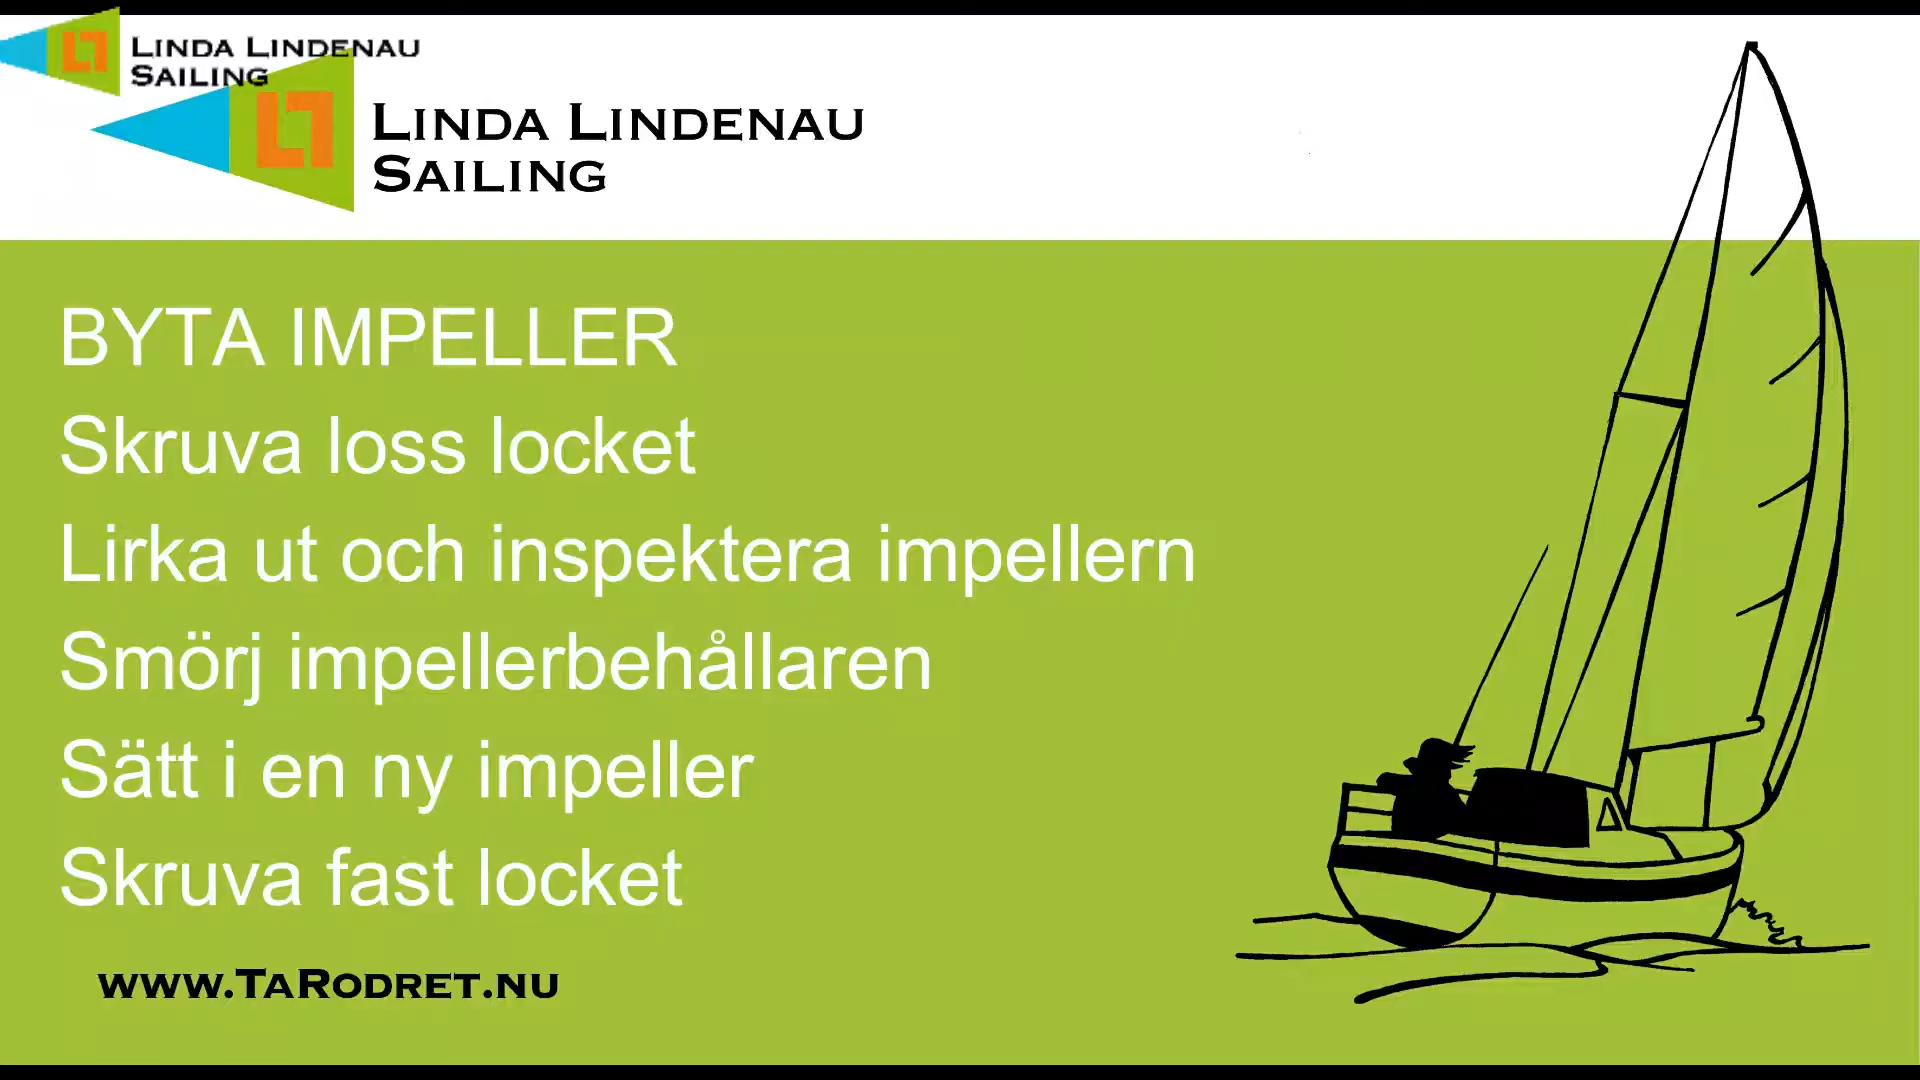 LINDA LINDENAU
SAILING
LINDA LINDENAU
SAILING
BYTA IMPELLER
Skruva loss locket
Lirka ut och inspektera impellern
Smörj impellerbehållaren
Sätt i en ny impeller
Skruva fast locket
WWW.TARODRET.NU